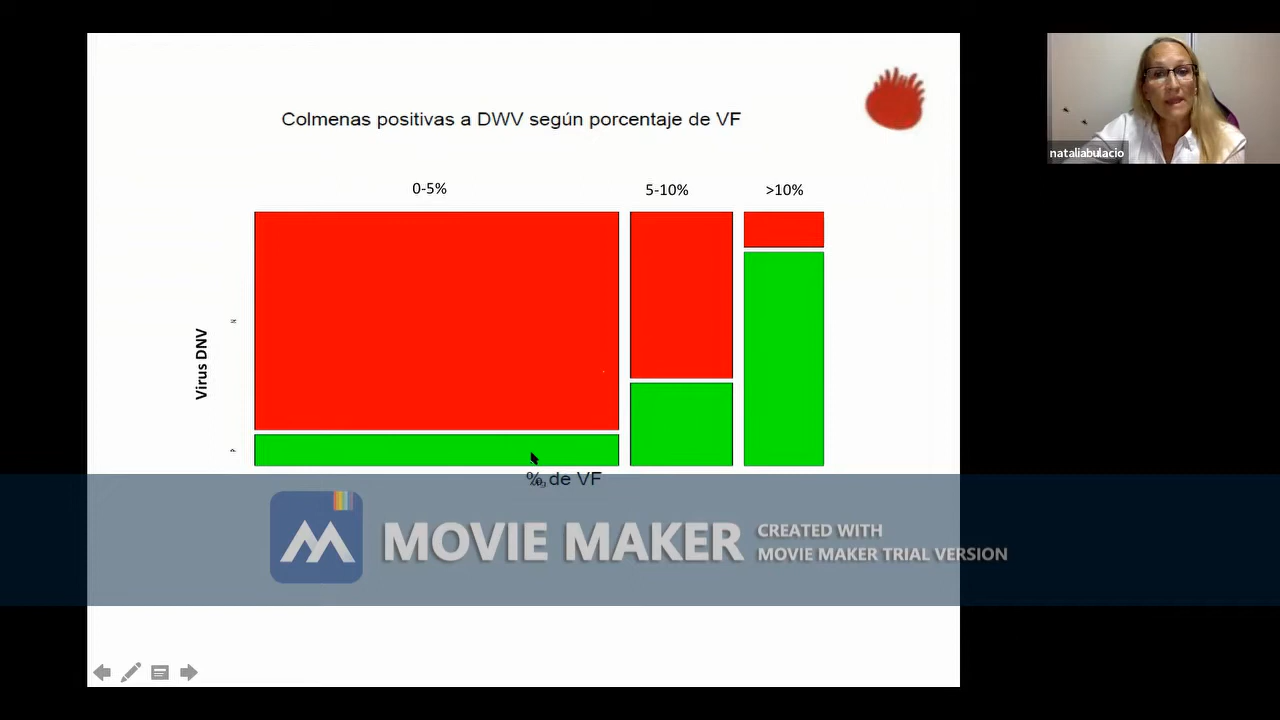 Colmenas positivas a DWV según porcentaje de VF
nataliabulacio
0-5%
5-10%
>10%
Virus DNV
% de VF
MOVIE MAKER
CREATED WITH
MOVIE MAKER TRIAL VERSION